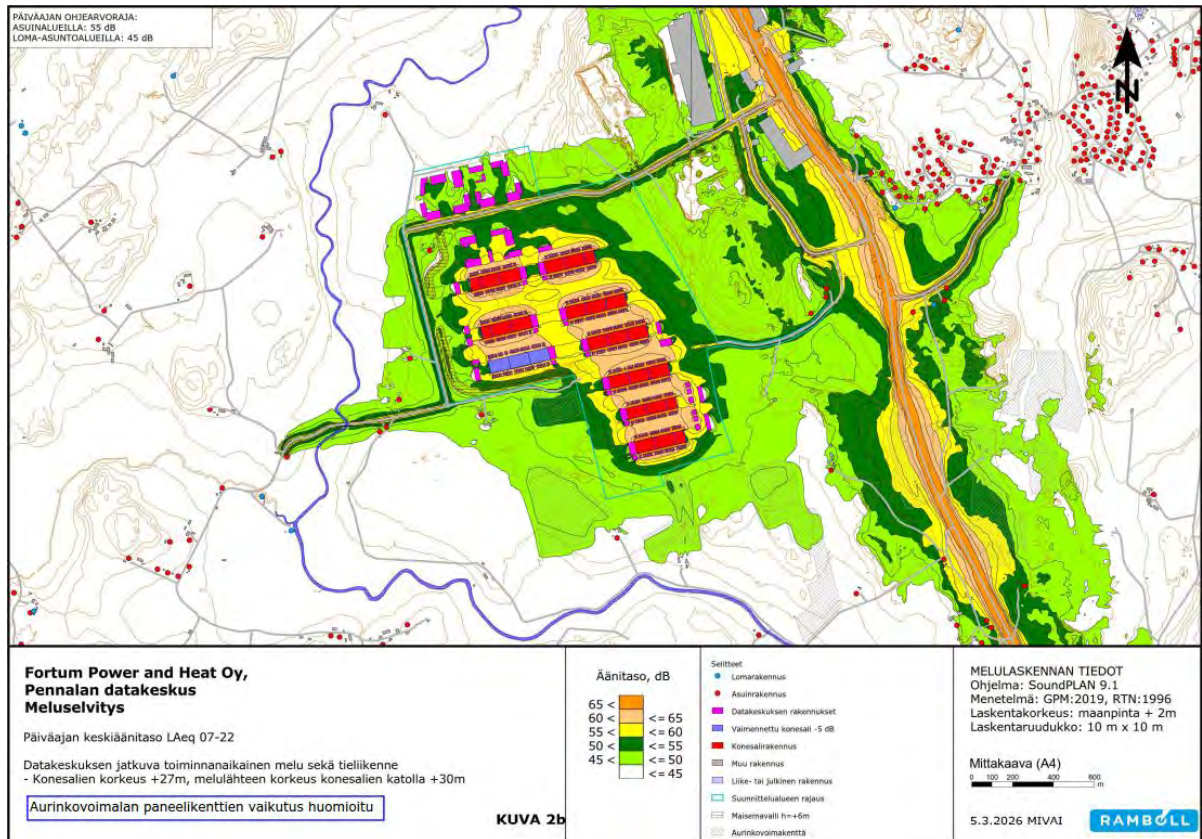 PÄIVÄAJAN OHJEARVORAJA:
ASUINALUEILLA: 55 dB
LOMA-ASUNTOALUEILLA: 45 dB
N
Fortum Power and Heat Oy,
Pennalan datakeskus
Meluselvitys
Päiväajan keskiäänitaso LAeq 07-22
Datakeskuksen jatkuva toiminnanaikainen melu sekä tieliikenne
- Konesalien korkeus +27m, melulähteen korkeus konesalien katolla +30m
Aurinkovoimalan paneelikenttien vaikutus huomioitu
KUVA 2b
Äänitaso, dB
65 <
60 < <= 65
55 < <= 60
50 < <= 55
45 < <= 50
<= 45
Selitteet
Lomarakennus
Asuinrakennus
Datakeskuksen rakennukset
Vaimennettu konesali -5 dB
Konesalirakennus
Muu rakennus
Liike- tai julkinen rakennus
Suunnittelualueen rajaus
Maisemavalli h=+6m
Aurinkovoimakenttä
MELULASKENNAN TIEDOT
Ohjelma: SoundPLAN 9.1
Menetelmä: GPM:2019, RTN:1996
Laskentakorkeus: maanpinta + 2m
Laskentaruudukko: 10 m x 10 m
Mittakaava (A4)
0 100 200 400 600
m
5.3.2026 MIVAI
RAMBOLL